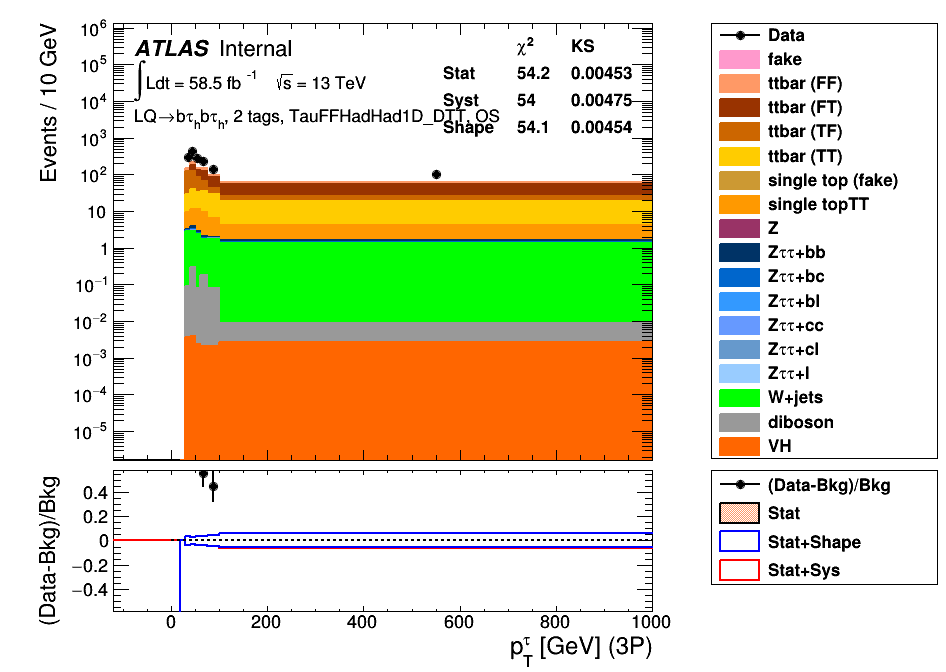 ATLAS Internal
∫ Ldt = 58.5 fb⁻¹ √s = 13 TeV
LQ→bτₕbτₕ, 2 tags, TauFFHadHad1D_DTT, OS
χ² KS
Stat 54.2 0.00453
Syst 54 0.00475
Shape 54.1 0.00454
Events / 10 GeV
10⁶
10⁵
10⁴
10³
10²
10
1
10⁻¹
10⁻²
10⁻³
10⁻⁴
10⁻⁵
Data
fake
ttbar (FF)
ttbar (FT)
ttbar (TF)
ttbar (TT)
single top (fake)
single topTT
Z
Zττ+bb
Zττ+bc
Zττ+bl
Zττ+cc
Zττ+cl
Zττ+l
W+jets
diboson
VH
(Data-Bkg)/Bkg
0.4
0.2
0
−0.2
−0.4
0 200 400 600 800 1000
p_T^τ [GeV] (3P)
(Data-Bkg)/Bkg
Stat
Stat+Shape
Stat+Sys